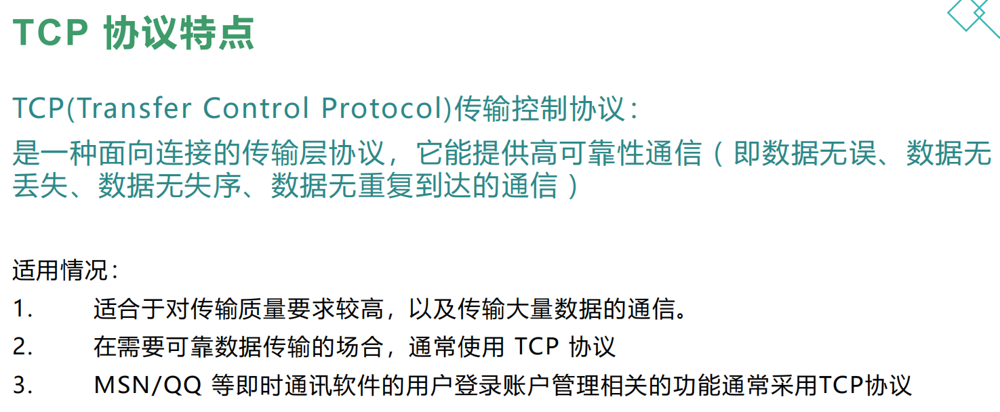 TCP 协议特点
TCP(Transfer Control Protocol)传输控制协议：
是一种面向连接的传输层协议，它能提供高可靠性通信（即数据无误、数据无
丢失、数据无失序、数据无重复到达的通信）
适用情况：
1. 适合于对传输质量要求较高，以及传输大量数据的通信。
2. 在需要可靠数据传输的场合，通常使用 TCP 协议
3. MSN/QQ 等即时通讯软件的用户登录账户管理相关的功能通常采用TCP协议